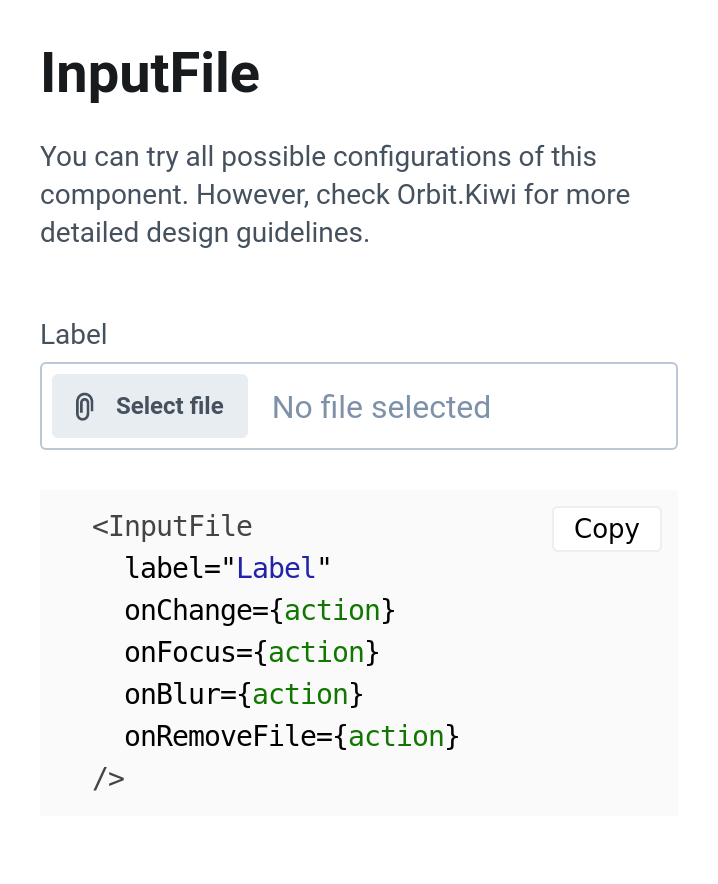 InputFile
You can try all possible configurations of this
component. However, check Orbit.Kiwi for more
detailed design guidelines.
Label
Select file No file selected
Copy
<InputFile
  label="Label"
  onChange={action}
  onFocus={action}
  onBlur={action}
  onRemoveFile={action}
/>